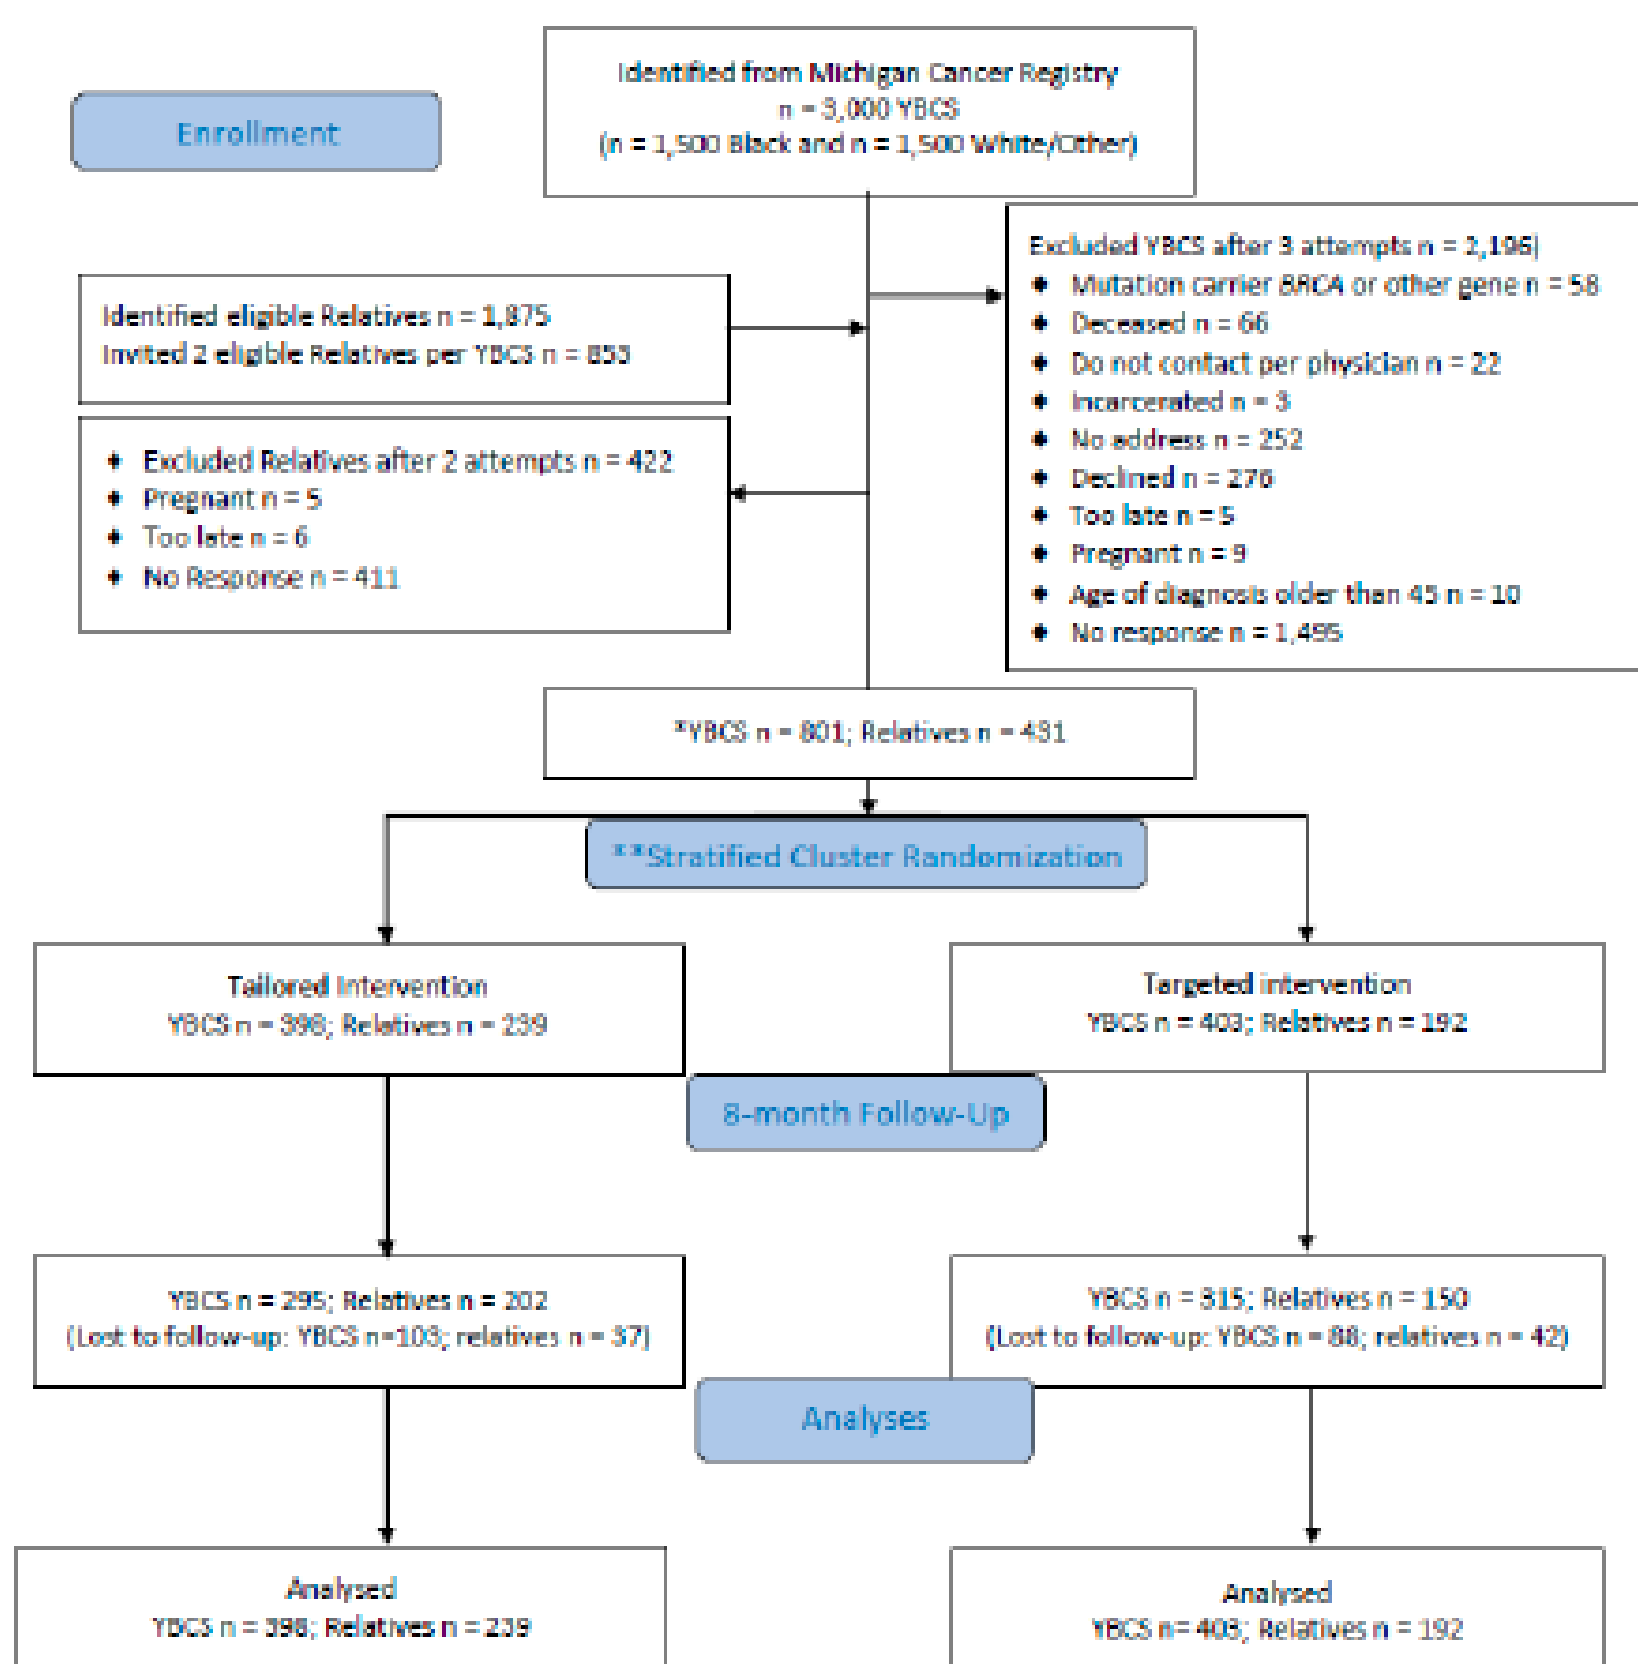 Identified from Michigan Cancer Registry
n = 3,000 YBCS
(n = 1,500 Black and n = 1,500 White/Other)
Enrollment
Excluded YBCS after 3 attempts n = 2,196)
♦ Mutation carrier BRCA or other gene n = 58
♦ Deceased n = 66
♦ Do not contact per physician n = 22
♦ Incarcerated n = 3
♦ No address n = 252
♦ Declined n = 276
♦ Too late n = 5
♦ Pregnant n = 9
♦ Age of diagnosis older than 45 n = 10
♦ No response n = 1,495
Identified eligible Relatives n = 1,875
Invited 2 eligible Relatives per YBCS n = 853
♦ Excluded Relatives after 2 attempts n = 422
♦ Pregnant n = 5
♦ Too late n = 6
♦ No Response n = 411
*YBCS n = 801; Relatives n = 431
**Stratified Cluster Randomization
Tailored Intervention
YBCS n = 398; Relatives n = 239
Targeted intervention
YBCS n = 403; Relatives n = 192
8-month Follow-Up
YBCS n = 295; Relatives n = 202
(Lost to follow-up: YBCS n=103; relatives n = 37)
YBCS n = 315; Relatives n = 150
(Lost to follow-up: YBCS n = 88; relatives n = 42)
Analyses
Analysed
YBCS n = 398; Relatives n = 239
Analysed
YBCS n= 403; Relatives n = 192